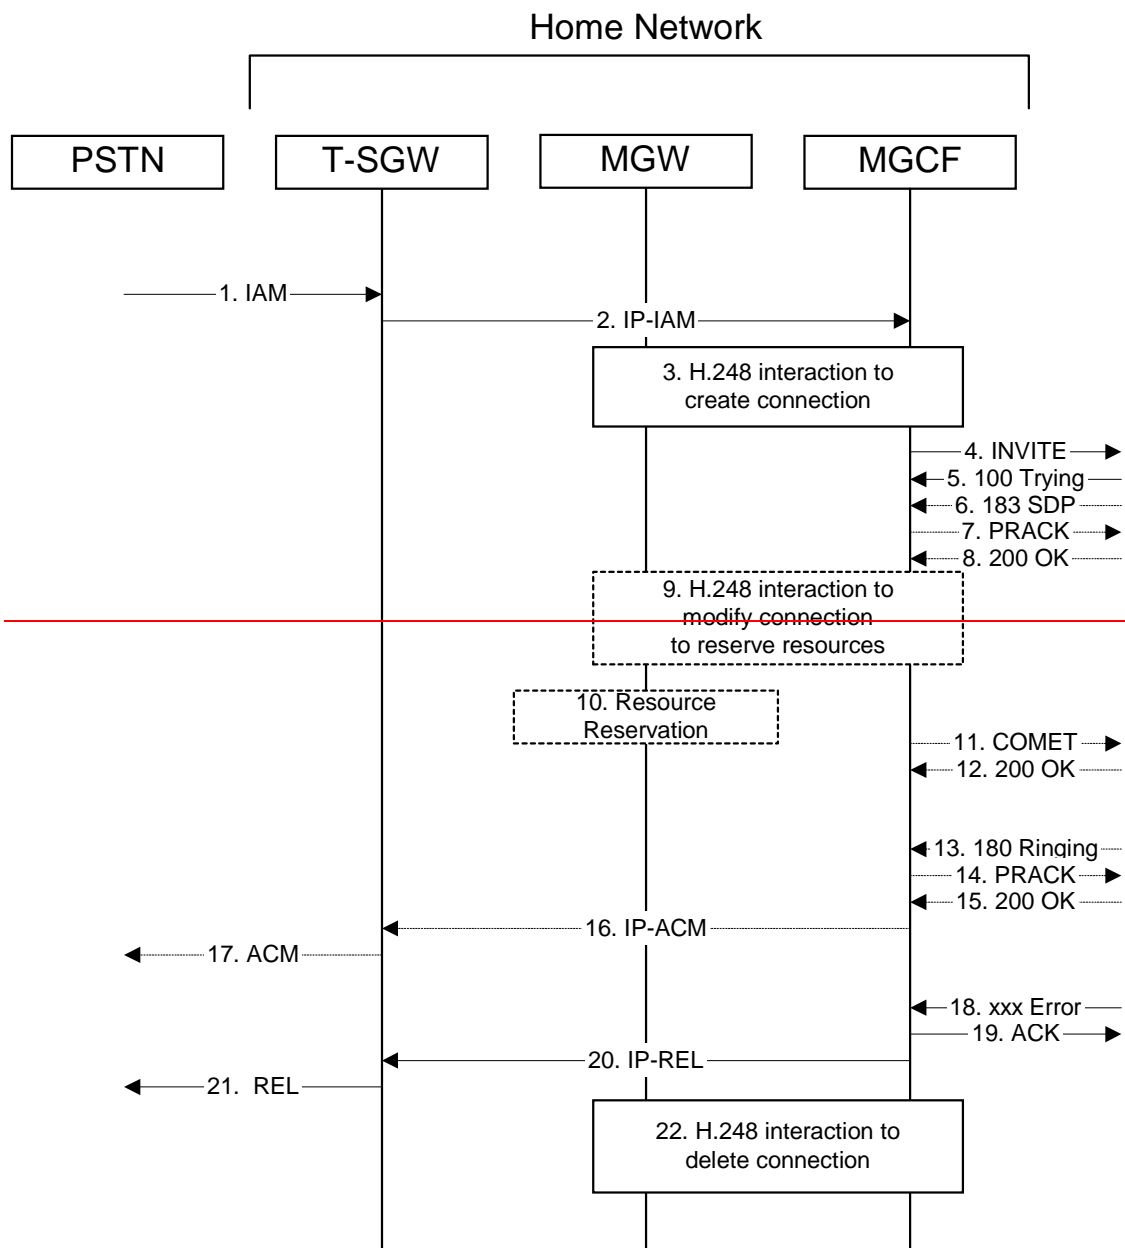 Home Network
PSTN
T-SGW
MGW
MGCF
1. IAM
2. IP-IAM
3. H.248 interaction to
create connection
4. INVITE
5. 100 Trying
6. 183 SDP
7. PRACK
8. 200 OK
9. H.248 interaction to
modify connection
to reserve resources
10. Resource
Reservation
11. COMET
12. 200 OK
13. 180 Ringing
14. PRACK
15. 200 OK
16. IP-ACM
17. ACM
18. xxx Error
19. ACK
20. IP-REL
21. REL
22. H.248 interaction to
delete connection